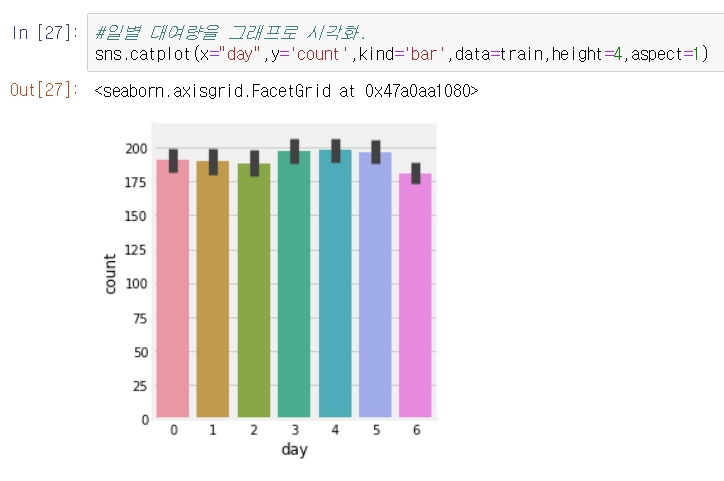 In [27]: #일별 대여량을 그래프로 시각화.
sns.catplot(x="day",y='count',kind='bar',data=train,height=4,aspect=1)
Out[27]: <seaborn.axisgrid.FacetGrid at 0x47a0aa1080>
200
175
150
125
100
75
50
25
0
count
0 1 2 3 4 5 6
day